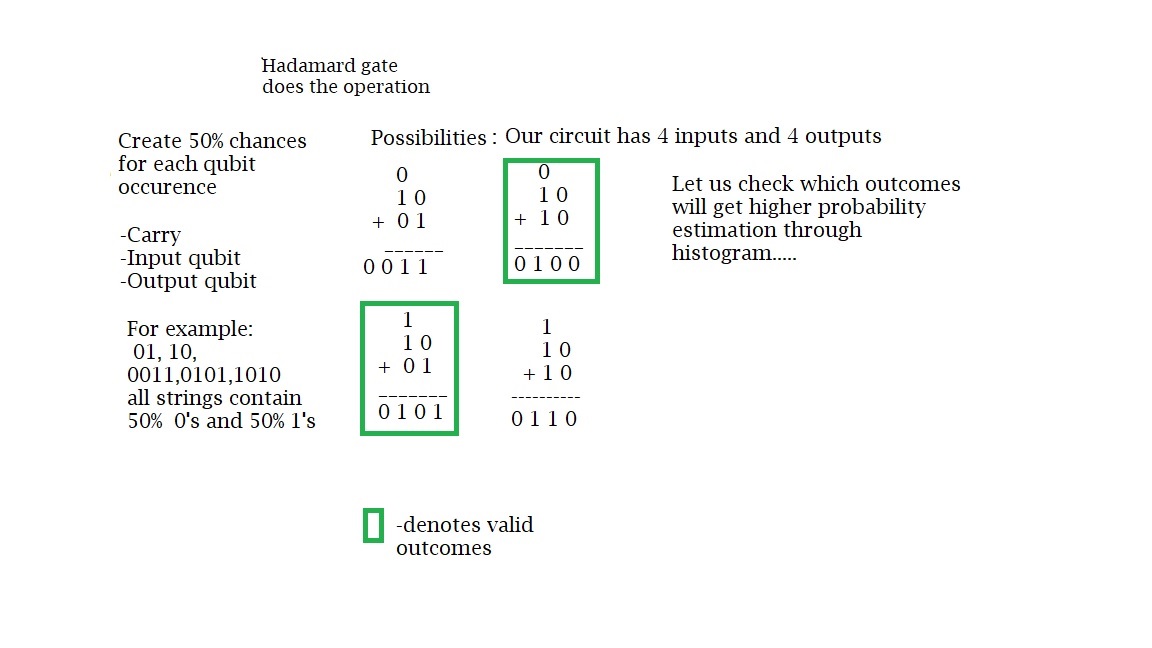 Hadamard gate
does the operation
Create 50% chances
for each qubit
occurence
-Carry
-Input qubit
-Output qubit
For example:
01, 10,
0011,0101,1010
all strings contain
50% 0's and 50% 1's
Possibilities : Our circuit has 4 inputs and 4 outputs
0
1 0
+ 0 1
______
0 0 1 1
0
1 0
+ 1 0
_______
0 1 0 0
1
1 0
+ 0 1
_______
0 1 0 1
1
1 0
+ 1 0
----------
0 1 1 0
Let us check which outcomes
will get higher probability
estimation through
histogram.....
-denotes valid
outcomes